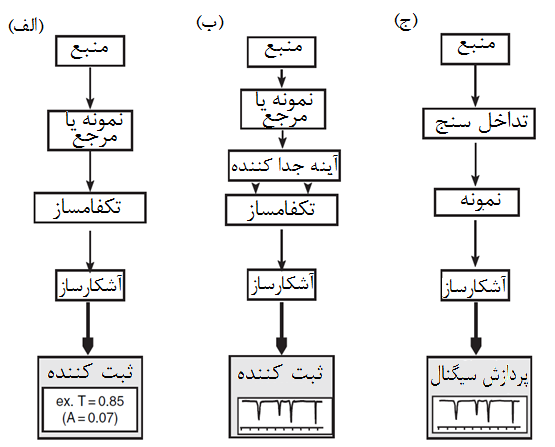 (الف)
منبع
نمونه یا
مرجع
تکفامساز
آشکارساز
ثبت کننده
ex. T = 0.85
(A = 0.07)
(ب)
منبع
نمونه یا
مرجع
آینه جدا کننده
تکفامساز
آشکارساز
ثبت کننده
(ج)
منبع
تداخل سنج
نمونه
آشکارساز
پردازش سیگنال